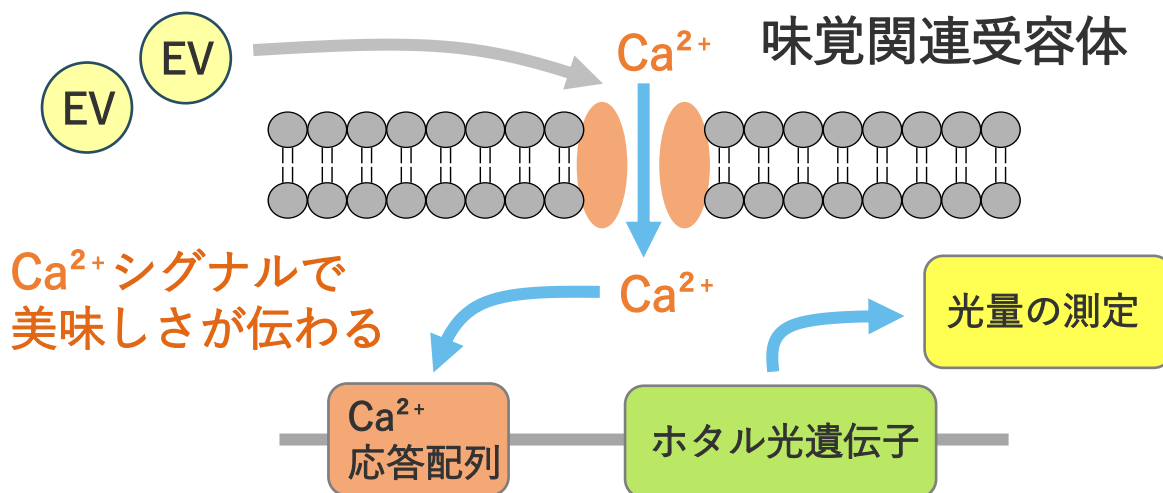 EV
EV
Ca²⁺
味覚関連受容体
Ca²⁺シグナルで
美味しさが伝わる
Ca²⁺
光量の測定
Ca²⁺
応答配列
ホタル光遺伝子